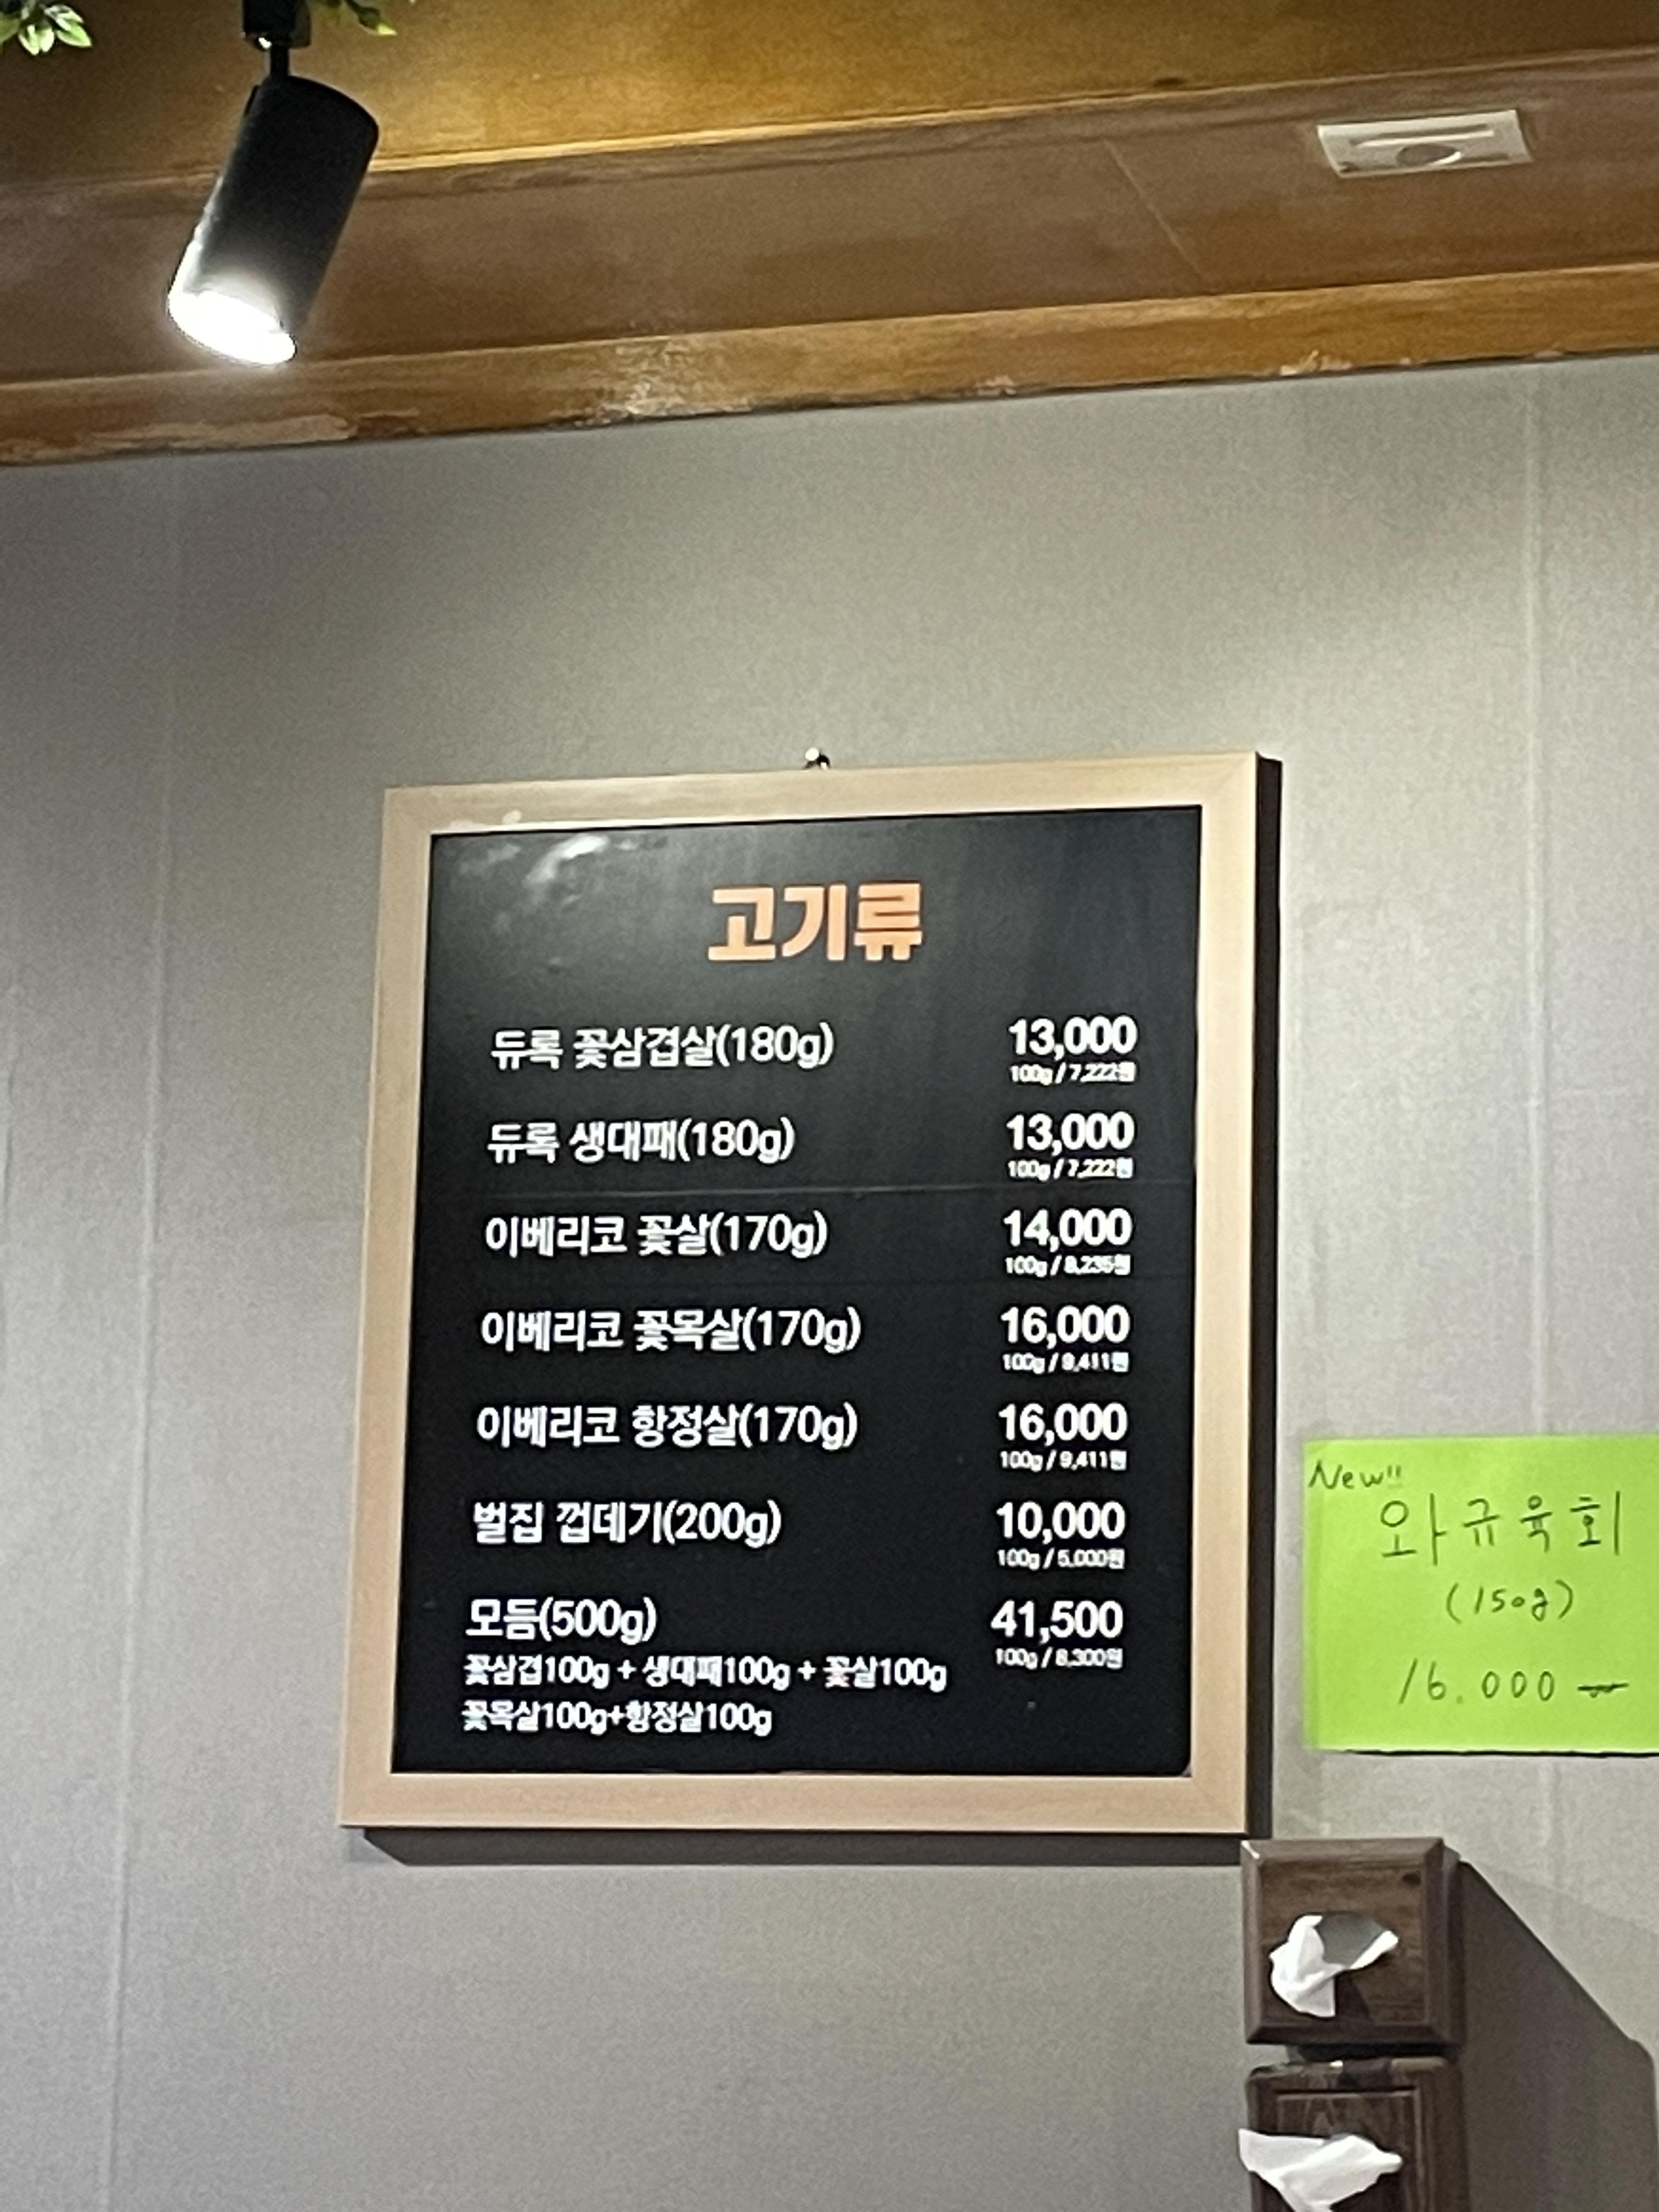 고기류
듀록 꽃삼겹살(180g) 13,000
100g / 7,222원
듀록 생대패(180g) 13,000
100g / 7,222원
이베리코 꽃살(170g) 14,000
100g / 8,235원
이베리코 꽃목살(170g) 16,000
100g / 9,411원
이베리코 항정살(170g) 16,000
100g / 9,411원
벌집 껍데기(200g) 10,000
100g / 5,000원
모듬(500g) 41,500
100g / 8,300원
꽃삼겹100g + 생대패100g + 꽃살100g
꽃목살100g+항정살100g
New!!
와규육회
(150g)
16.000